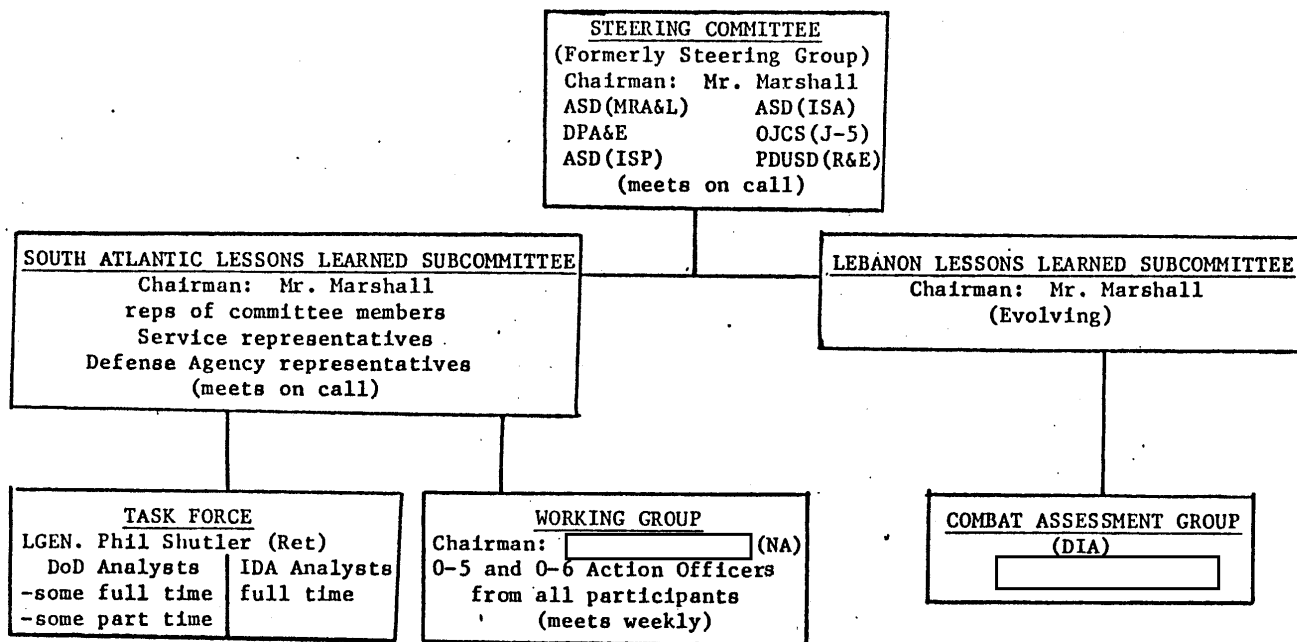 STEERING COMMITTEE
(Formerly Steering Group)
Chairman: Mr. Marshall
ASD(MRA&L) ASD(ISA)
DPA&E OJCS(J-5)
ASD(ISP) PDUSD(R&E)
(meets on call)
SOUTH ATLANTIC LESSONS LEARNED SUBCOMMITTEE
Chairman: Mr. Marshall
reps of committee members
Service representatives
Defense Agency representatives
(meets on call)
LEBANON LESSONS LEARNED SUBCOMMITTEE
Chairman: Mr. Marshall
(Evolving)
TASK FORCE
LGEN. Phil Shutler (Ret)
DoD Analysts IDA Analysts
-some full time full time
-some part time
WORKING GROUP
Chairman: (NA)
O-5 and O-6 Action Officers
from all participants
(meets weekly)
COMBAT ASSESSMENT GROUP
(DIA)